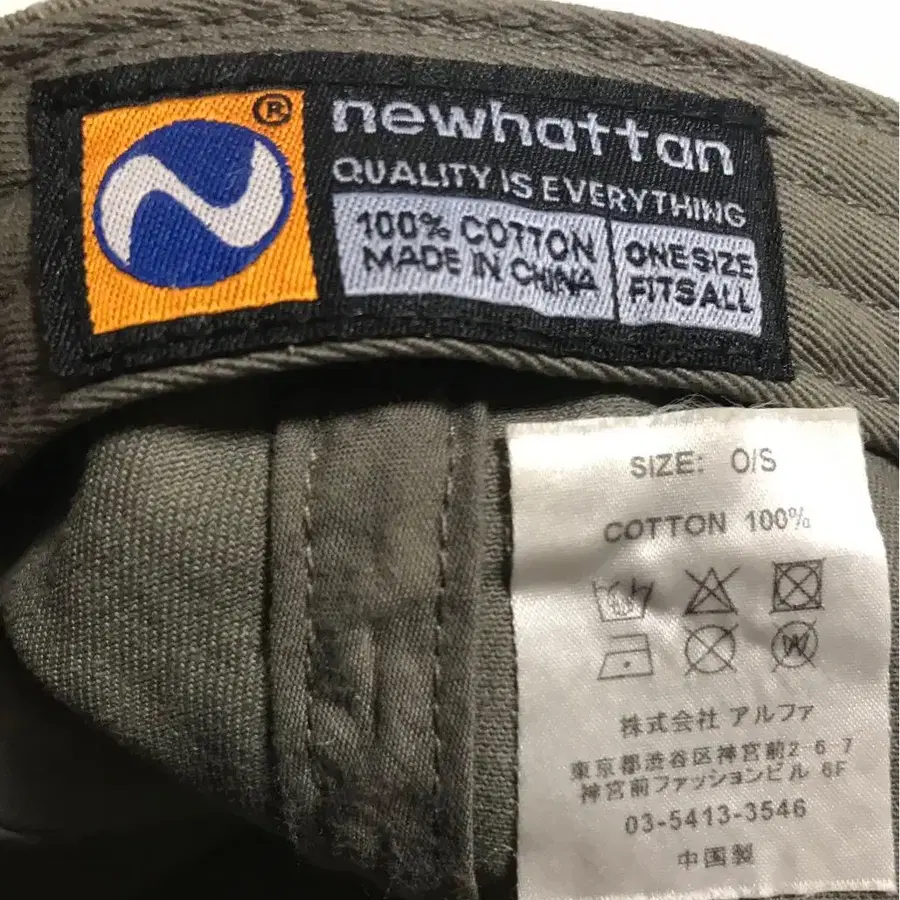 ®
newhattan
QUALITY IS EVERYTHING
100% COTTON
MADE IN CHINA
ONE SIZE
FITS ALL
SIZE: O/S
COTTON 100%
W
株式会社 アルファ
東京都渋谷区神宮前2 6 7
神宮前ファッションビル 6F
03-5413-3546
中国製